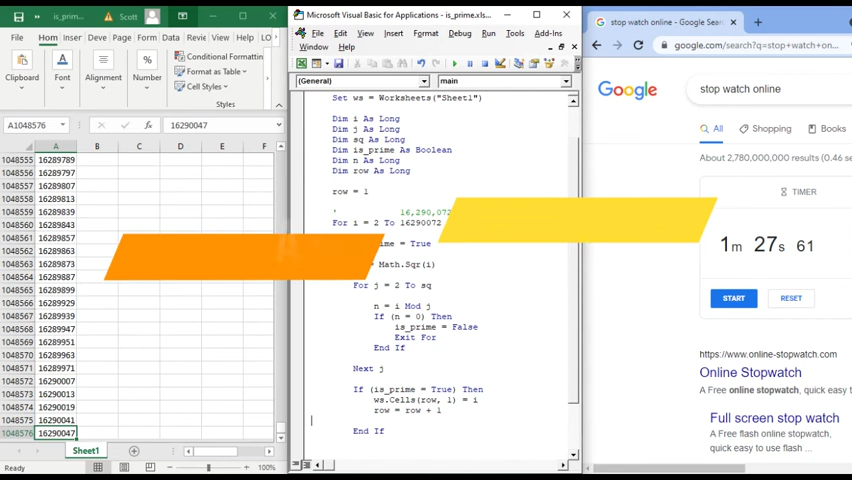 is_prim...
Scott
File
Hom
Inser
Dev
Draw
Page
Form
Data
Revi
View
Help
LO
Clipboard
Font
Alignment
Number
Conditional Formatting
Format as Table
Cell Styles
Styles
A1048576
16290047
A B C D E F
1048555 16289789
1048556 16289797
1048557 16289807
1048558 16289813
1048559 16289839
1048560 16289843
1048561 16289857
1048562 16289863
1048563 16289873
1048564 16289887
1048565 16289899
1048566 16289929
1048567 16289939
1048568 16289947
1048569 16289951
1048570 16289963
1048571 16289971
1048572 16290007
1048573 16290013
1048574 16290019
1048575 16290041
1048576 16290047
Sheet1
Ready
100%
Microsoft Visual Basic for Applications - is_prime.xls...
File Edit View Insert Format Debug Run Tools Add-Ins
Window Help
(General)
main
Set ws = Worksheets("Sheet1")
Dim i As Long
Dim j As Long
Dim sq As Long
Dim is_prime As Boolean
Dim n As Long
Dim row As Long
row = 1
' 16,290,072
For i = 2 To 16290072
ime = True
= Math.Sqr(i)
For j = 2 To sq
n = i Mod j
If (n = 0) Then
is_prime = False
Exit For
End If
Next j
If (is_prime = True) Then
ws.Cells(row, 1) = i
row = row + 1
End If
stop watch online - Google Sear
google.com/search?q=stop+watch+on...
Google
stop watch online
All
Shopping
Books
About 2,780,000,000 results (0.46 se
TIMER
1m 27s 61
START
RESET
https://www.online-stopwatch.com
Online Stopwatch
A Free online stopwatch, quick easy
Full screen stop watch
A Free flash online stopwatch,
quick easy to use flash ...